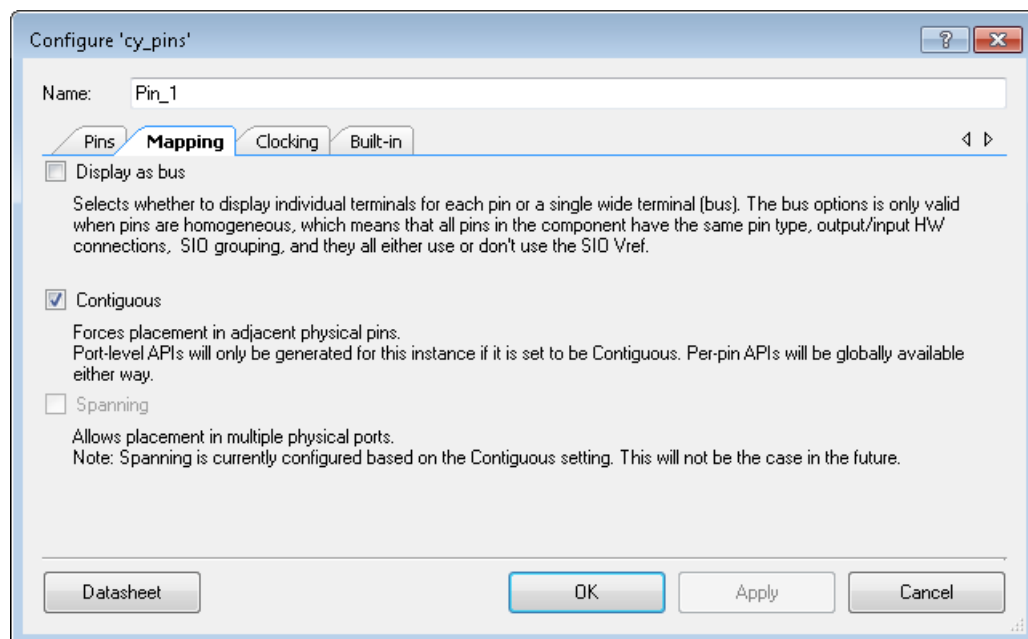 Configure 'cy_pins'
Name: Pin_1
Pins Mapping Clocking Built-in
Display as bus
Selects whether to display individual terminals for each pin or a single wide terminal (bus). The bus options is only valid
when pins are homogeneous, which means that all pins in the component have the same pin type, output/input HW
connections, SIO grouping, and they all either use or don't use the SIO Vref.
Contiguous
Forces placement in adjacent physical pins.
Port-level APIs will only be generated for this instance if it is set to be Contiguous. Per-pin APIs will be globally available
either way.
Spanning
Allows placement in multiple physical ports.
Note: Spanning is currently configured based on the Contiguous setting. This will not be the case in the future.
Datasheet OK Apply Cancel